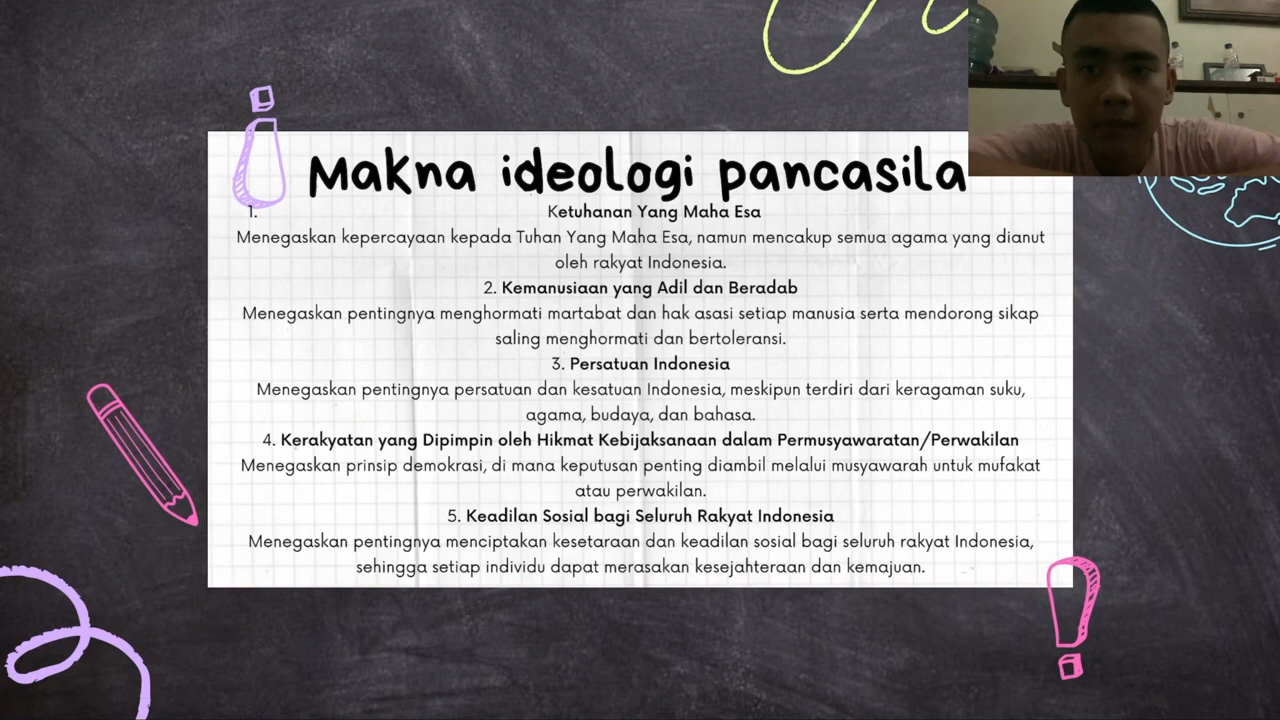 Makna ideologi pancasila
1. Ketuhanan Yang Maha Esa
Menegaskan kepercayaan kepada Tuhan Yang Maha Esa, namun mencakup semua agama yang dianut
oleh rakyat Indonesia.
2. Kemanusiaan yang Adil dan Beradab
Menegaskan pentingnya menghormati martabat dan hak asasi setiap manusia serta mendorong sikap
saling menghormati dan bertoleransi.
3. Persatuan Indonesia
Menegaskan pentingnya persatuan dan kesatuan Indonesia, meskipun terdiri dari keragaman suku,
agama, budaya, dan bahasa.
4. Kerakyatan yang Dipimpin oleh Hikmat Kebijaksanaan dalam Permusyawaratan/Perwakilan
Menegaskan prinsip demokrasi, di mana keputusan penting diambil melalui musyawarah untuk mufakat
atau perwakilan.
5. Keadilan Sosial bagi Seluruh Rakyat Indonesia
Menegaskan pentingnya menciptakan kesetaraan dan keadilan sosial bagi seluruh rakyat Indonesia,
sehingga setiap individu dapat merasakan kesejahteraan dan kemajuan.